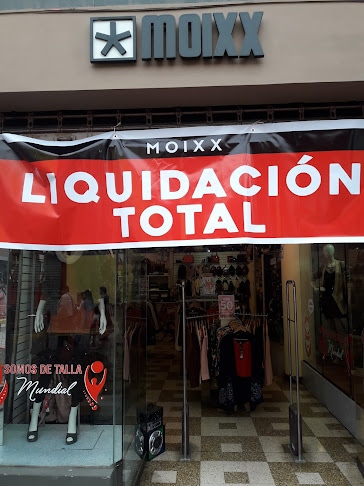 MOIXX
MOIXX
LIQUIDACIÓN
TOTAL
SOMOS DE TALLA
Mundial